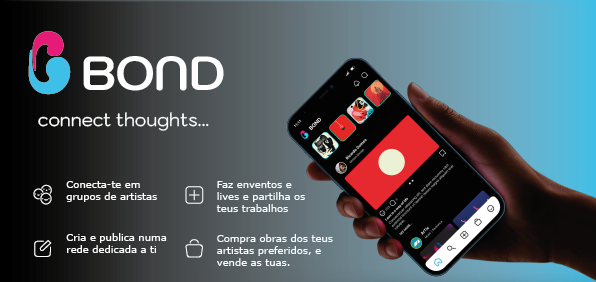 BOND
connect thoughts...
Conecta-te em
grupos de artistas
Faz enventos e
lives e partilha os
teus trabalhos
Cria e publica numa
rede dedicada a ti
Compra obras dos teus
artistas preferidos, e
vende as tuas.
BOND